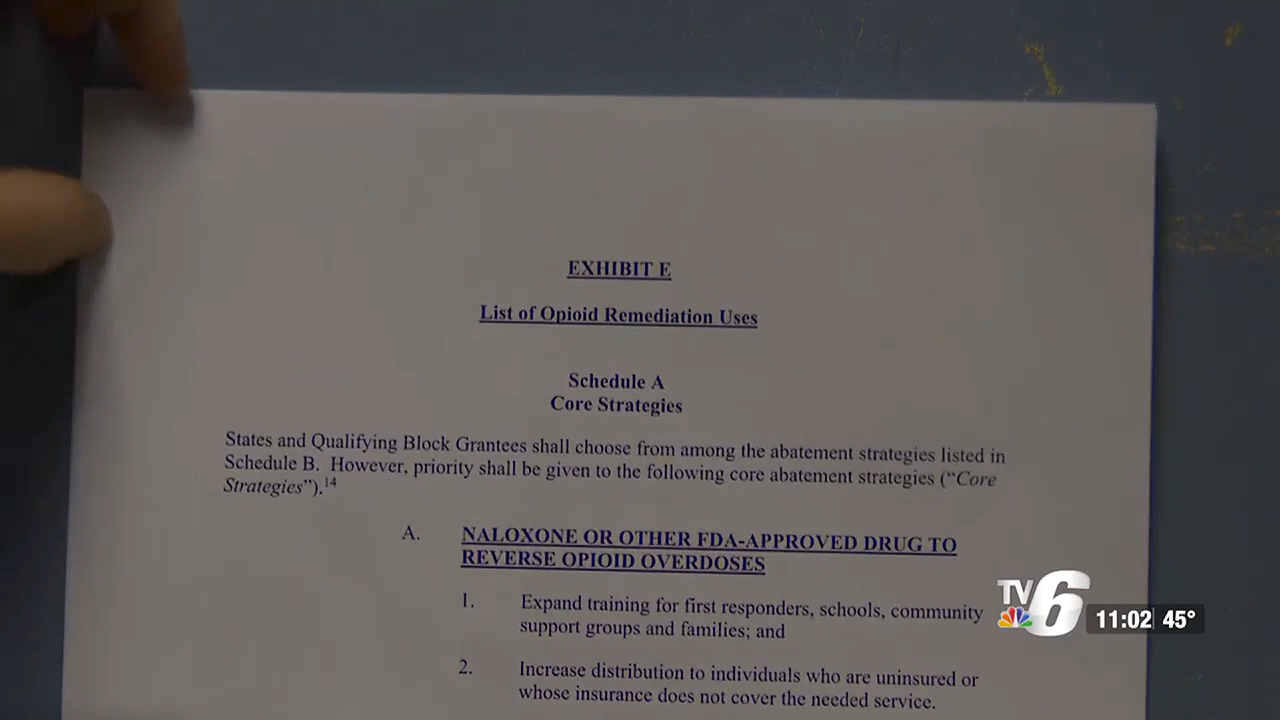 EXHIBIT E
List of Opioid Remediation Uses
Schedule A
Core Strategies
States and Qualifying Block Grantees shall choose from among the abatement strategies listed in
Schedule B. However, priority shall be given to the following core abatement strategies (“Core
Strategies”).14
A. NALOXONE OR OTHER FDA-APPROVED DRUG TO
REVERSE OPIOID OVERDOSES
1. Expand training for first responders, schools, community
support groups and families; and
2. Increase distribution to individuals who are uninsured or
whose insurance does not cover the needed service.
TV6
11:02 45°